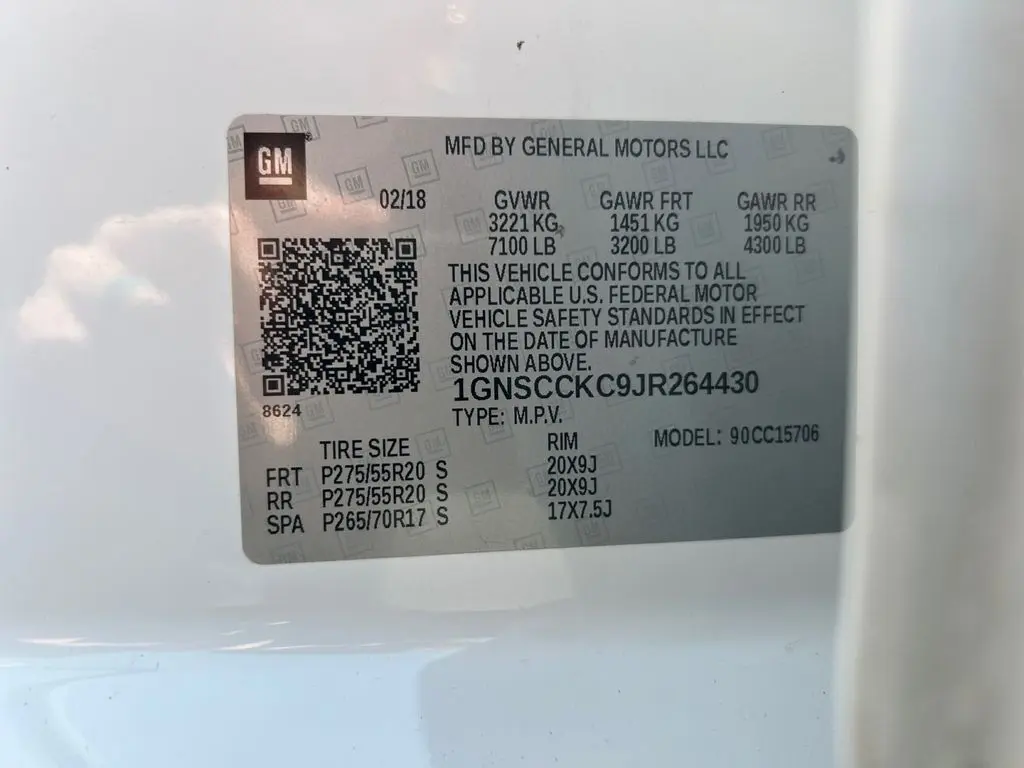 GM
MFD BY GENERAL MOTORS LLC
02/18
GVWR GAWR FRT GAWR RR
3221 KG 1451 KG 1950 KG
7100 LB 3200 LB 4300 LB
THIS VEHICLE CONFORMS TO ALL
APPLICABLE U.S. FEDERAL MOTOR
VEHICLE SAFETY STANDARDS IN EFFECT
ON THE DATE OF MANUFACTURE
SHOWN ABOVE.
1GNSCCKC9JR264430
8624
TYPE: M.P.V.
TIRE SIZE RIM MODEL: 90CC15706
FRT P275/55R20 S 20X9J
RR P275/55R20 S 20X9J
SPA P265/70R17 S 17X7.5J